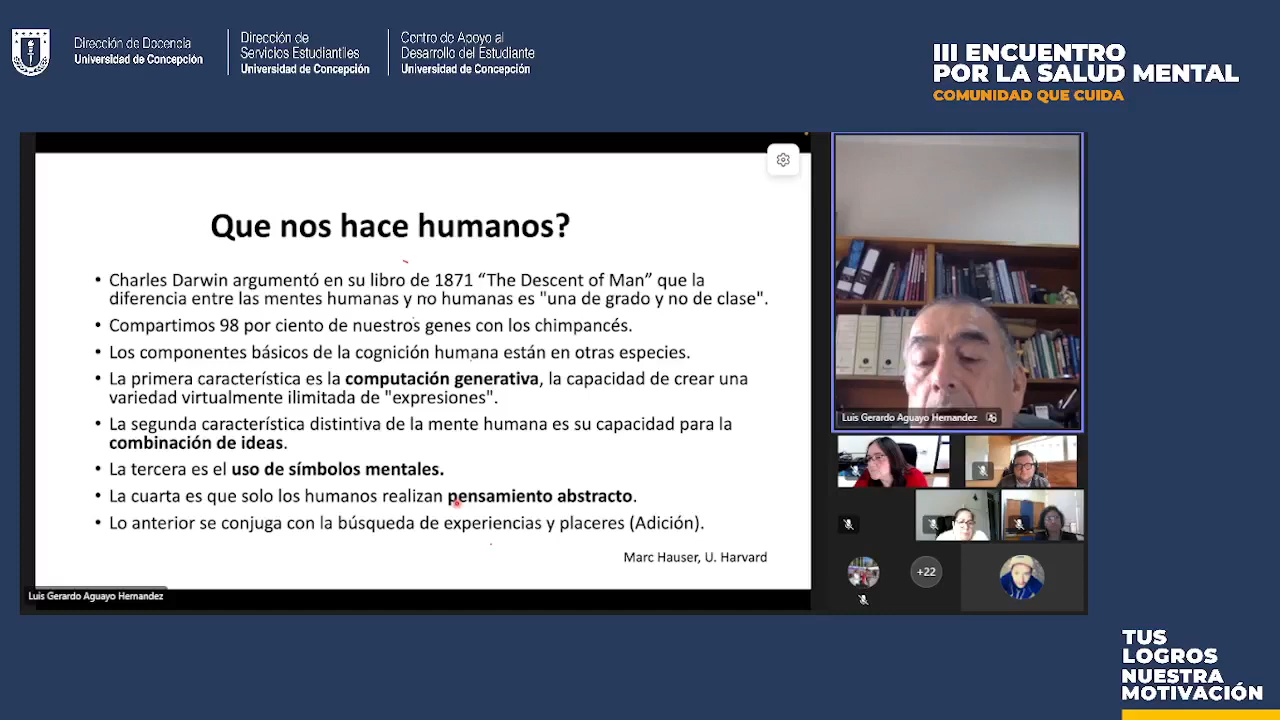 Dirección de Docencia
Universidad de Concepción
Dirección de
Servicios Estudiantiles
Universidad de Concepción
Centro de Apoyo al
Desarrollo del Estudiante
Universidad de Concepción
III ENCUENTRO
POR LA SALUD MENTAL
COMUNIDAD QUE CUIDA
Que nos hace humanos?
• Charles Darwin argumentó en su libro de 1871 “The Descent of Man” que la
diferencia entre las mentes humanas y no humanas es "una de grado y no de clase".
• Compartimos 98 por ciento de nuestros genes con los chimpancés.
• Los componentes básicos de la cognición humana están en otras especies.
• La primera característica es la computación generativa, la capacidad de crear una
variedad virtualmente ilimitada de "expresiones".
• La segunda característica distintiva de la mente humana es su capacidad para la
combinación de ideas.
• La tercera es el uso de símbolos mentales.
• La cuarta es que solo los humanos realizan pensamiento abstracto.
• Lo anterior se conjuga con la búsqueda de experiencias y placeres (Adición).
Marc Hauser, U. Harvard
Luis Gerardo Aguayo Hernandez
Luis Gerardo Aguayo Hernandez
+22
TUS
LOGROS
NUESTRA
MOTIVACIÓN